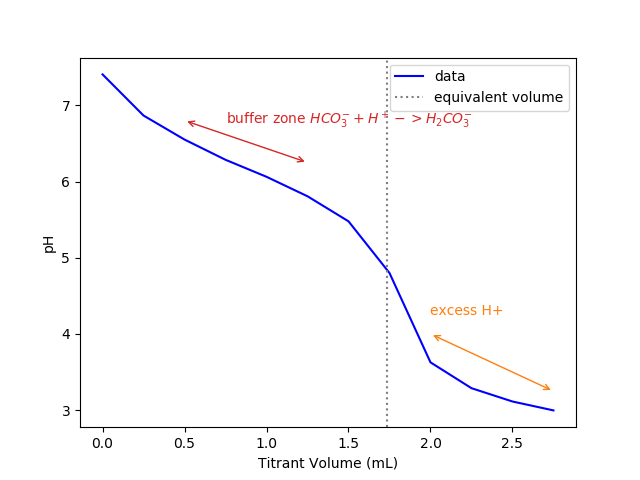 data
equivalent volume
buffer zone HCO₃⁻ + H⁺ − > H₂CO₃⁻
excess H+
pH
7
6
5
4
3
0.0 0.5 1.0 1.5 2.0 2.5
Titrant Volume (mL)